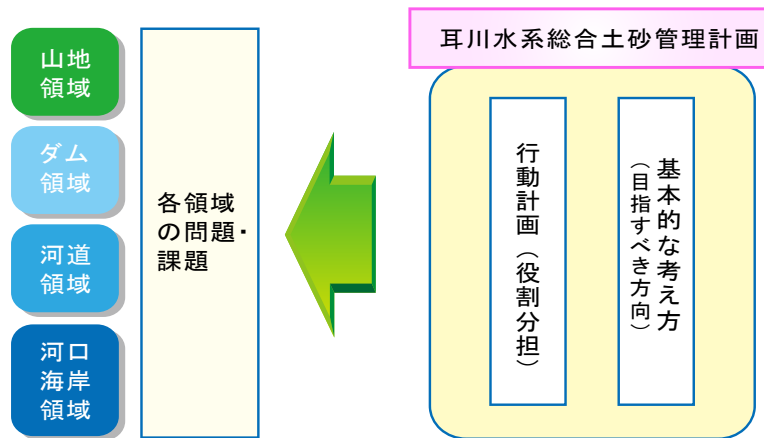 山地
領域
ダム
領域
河道
領域
河口
海岸
領域
各領域
の問題・
課題
耳川水系総合土砂管理計画
基本的な考え方
（目指すべき方向）
行動計画（役割分担）